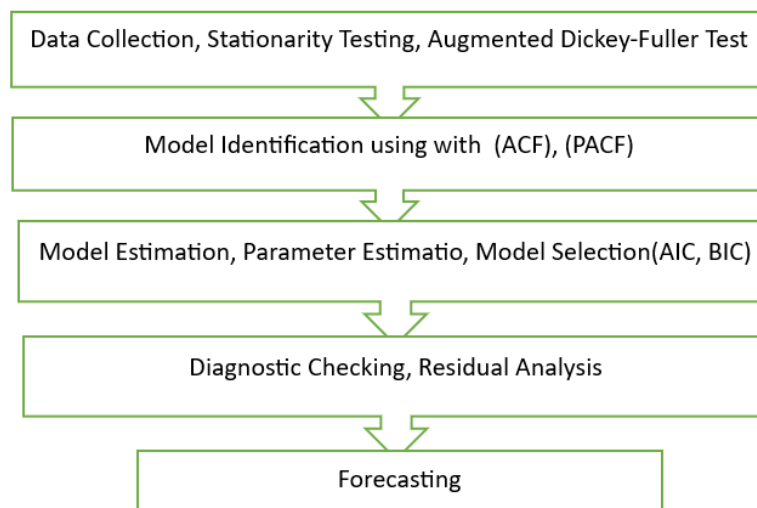 Data Collection, Stationarity Testing, Augmented Dickey-Fuller Test
Model Identification using with (ACF), (PACF)
Model Estimation, Parameter Estimatio, Model Selection(AIC, BIC)
Diagnostic Checking, Residual Analysis
Forecasting